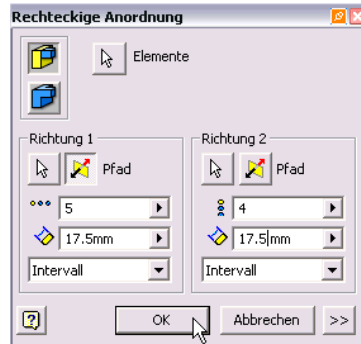 Rechteckige Anordnung
Elemente
Richtung 1
Pfad
5
17.5mm
Intervall
Richtung 2
Pfad
4
17.5mm
Intervall
?
OK
Abbrechen
>>